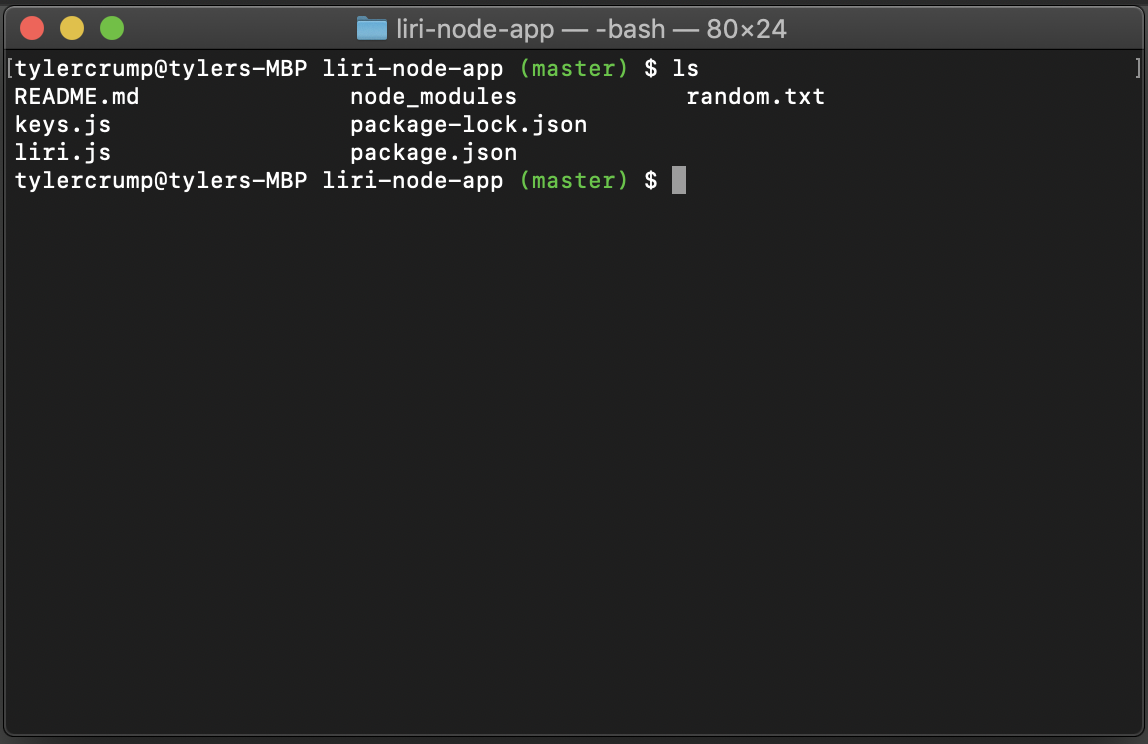 liri-node-app — -bash — 80×24
[tylercrump@tylers-MBP liri-node-app (master) $ ls ]
README.md node_modules random.txt
keys.js package-lock.json
liri.js package.json
tylercrump@tylers-MBP liri-node-app (master) $